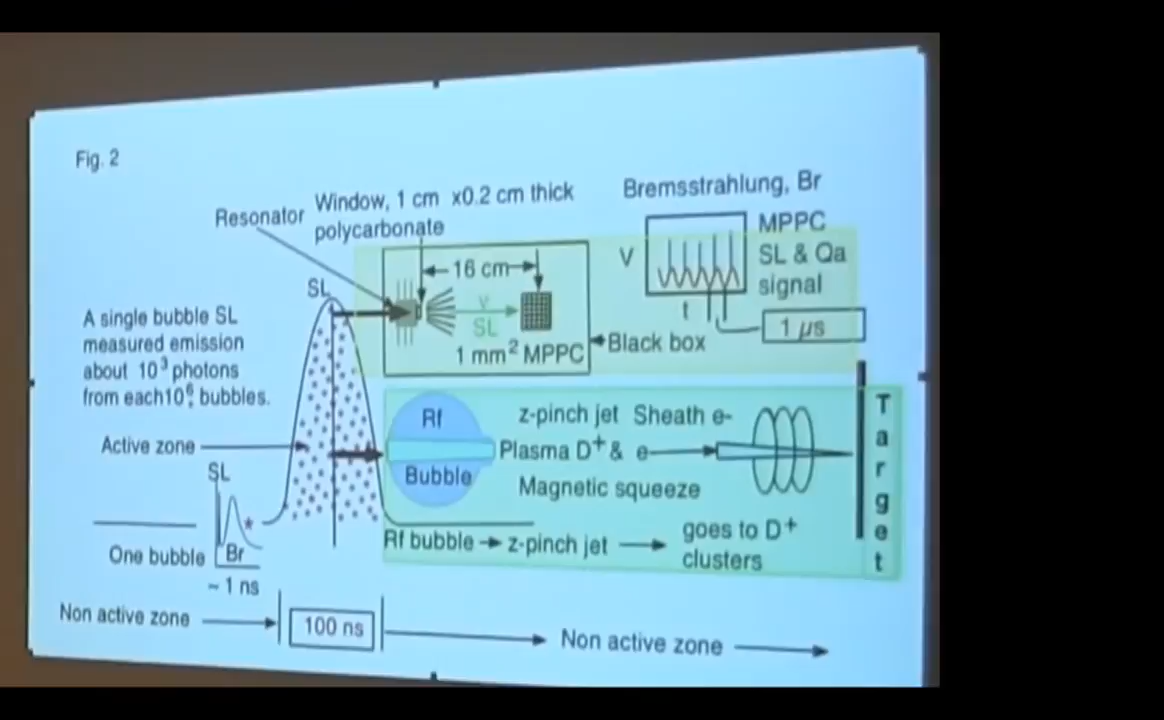 Fig. 2
Resonator
Window, 1 cm x0.2 cm thick
polycarbonate
Bremsstrahlung, Br
MPPC
SL & Qa
signal
V
t
1 µs
16 cm
SL
γ
SL
1 mm² MPPC
Black box
A single bubble SL
measured emission
about 10³ photons
from each10⁶, bubbles.
Active zone
SL
*
One bubble
Br
~ 1 ns
Rf
Bubble
z-pinch jet Sheath e-
Plasma D⁺ & e-
Magnetic squeeze
Rf bubble → z-pinch jet → goes to D⁺
clusters
Target
Non active zone
100 ns
Non active zone